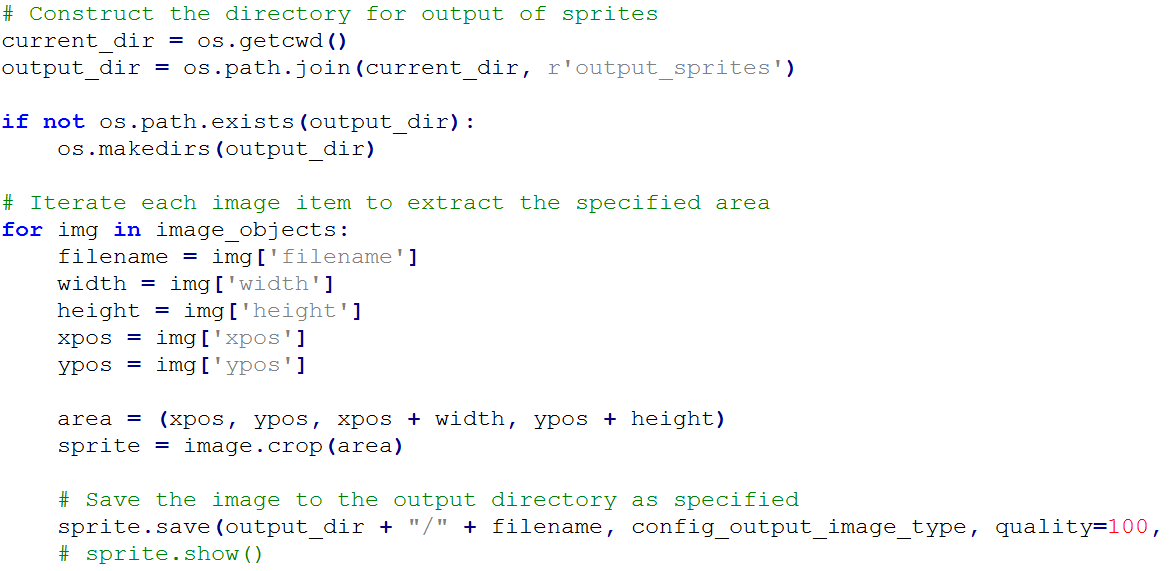 # Construct the directory for output of sprites
current_dir = os.getcwd()
output_dir = os.path.join(current_dir, r'output_sprites')

if not os.path.exists(output_dir):
    os.makedirs(output_dir)

# Iterate each image item to extract the specified area
for img in image_objects:
    filename = img['filename']
    width = img['width']
    height = img['height']
    xpos = img['xpos']
    ypos = img['ypos']

    area = (xpos, ypos, xpos + width, ypos + height)
    sprite = image.crop(area)

    # Save the image to the output directory as specified
    sprite.save(output_dir + "/" + filename, config_output_image_type, quality=100,
    # sprite.show()